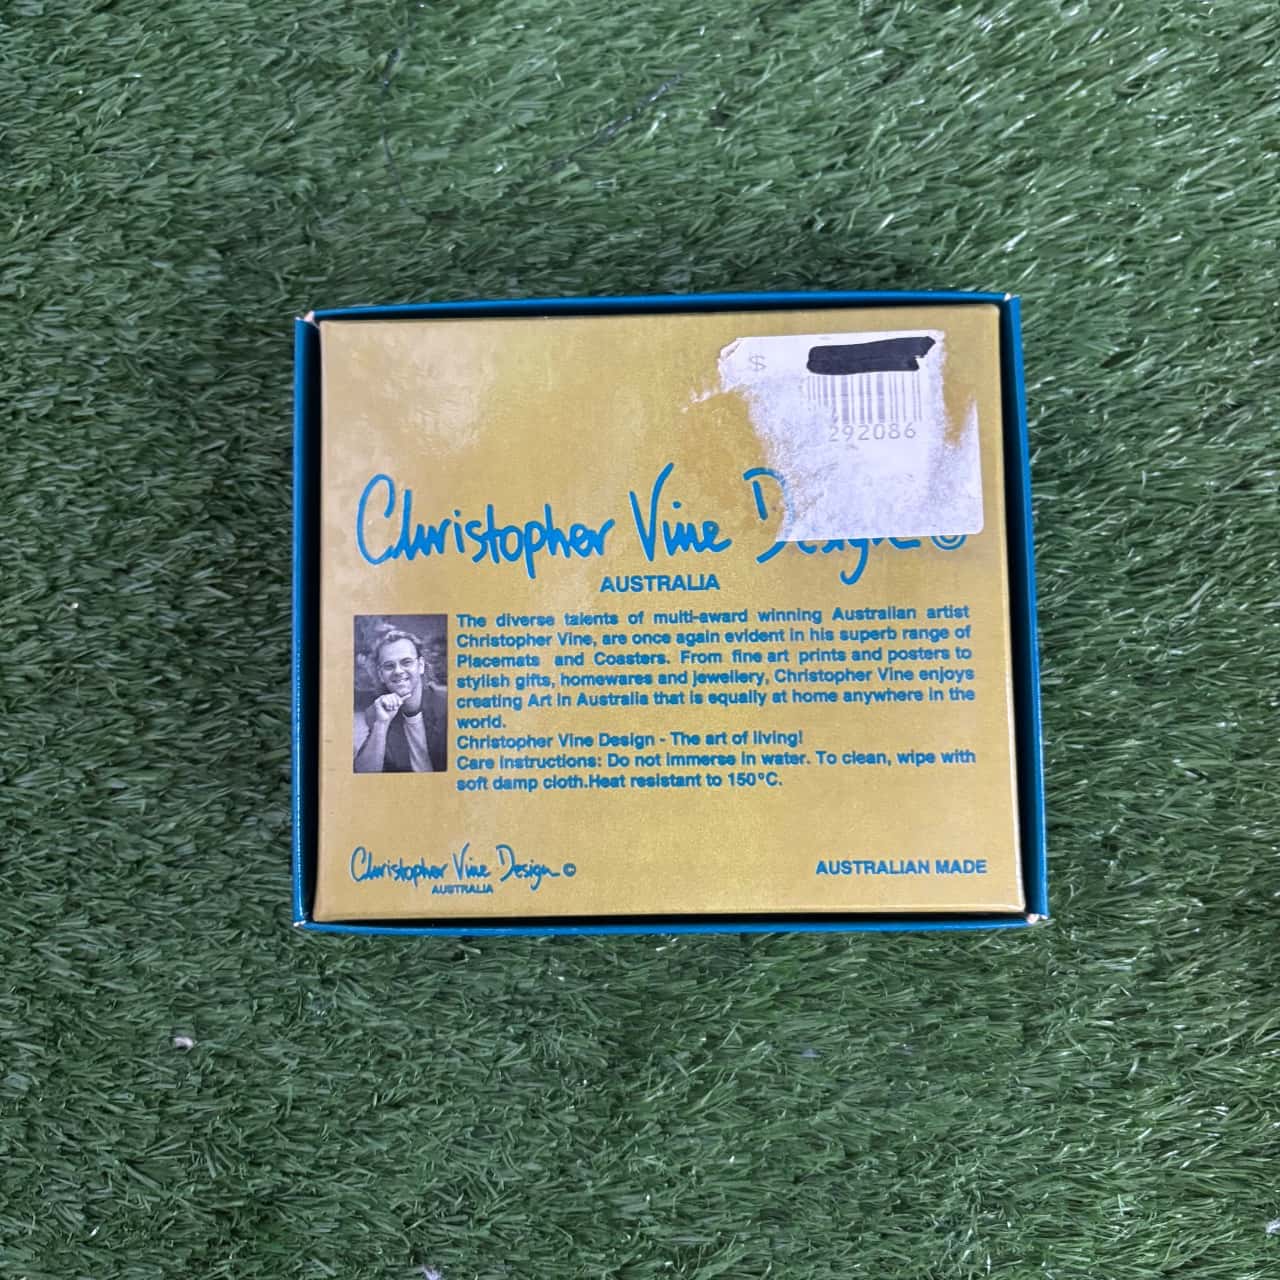 $
292086
Christopher Vine Design ©
AUSTRALIA
The diverse talents of multi-award winning Australian artist
Christopher Vine, are once again evident in his superb range of
Placemats and Coasters. From fine art prints and posters to
stylish gifts, homewares and jewellery, Christopher Vine enjoys
creating Art in Australia that is equally at home anywhere in the
world.
Christopher Vine Design - The art of living!
Care Instructions: Do not immerse in water. To clean, wipe with
soft damp cloth.Heat resistant to 150°C.
Christopher Vine Design ©
AUSTRALIA
AUSTRALIAN MADE